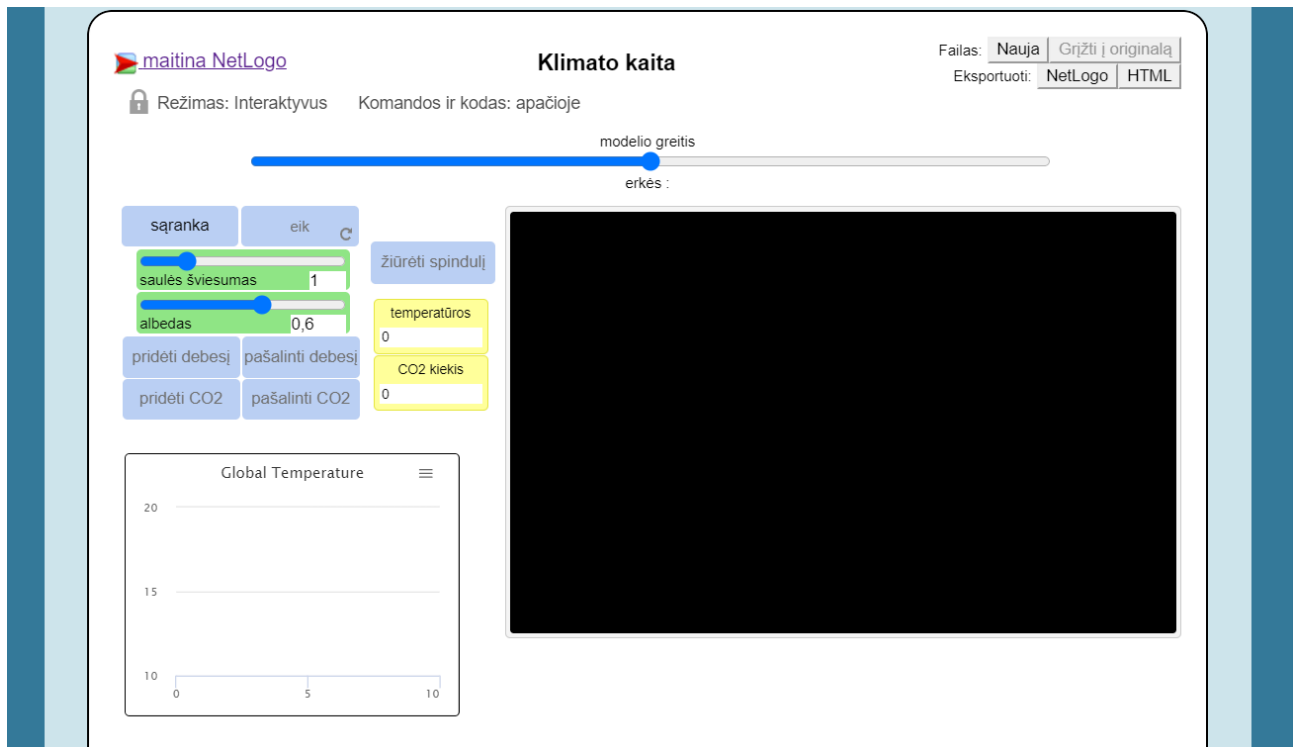 maitina NetLogo
Klimato kaita
Failas: Nauja Grįžti į originalą
Eksportuoti: NetLogo HTML
Režimas: Interaktyvus Komandos ir kodas: apačioje
modelio greitis
erkės :
sąranka eik
saulės šviesumas 1
albedas 0,6
pridėti debesį pašalinti debesį
pridėti CO2 pašalinti CO2
žiūrėti spindulį
temperatūros
0
CO2 kiekis
0
Global Temperature
20
15
10
0 5 10